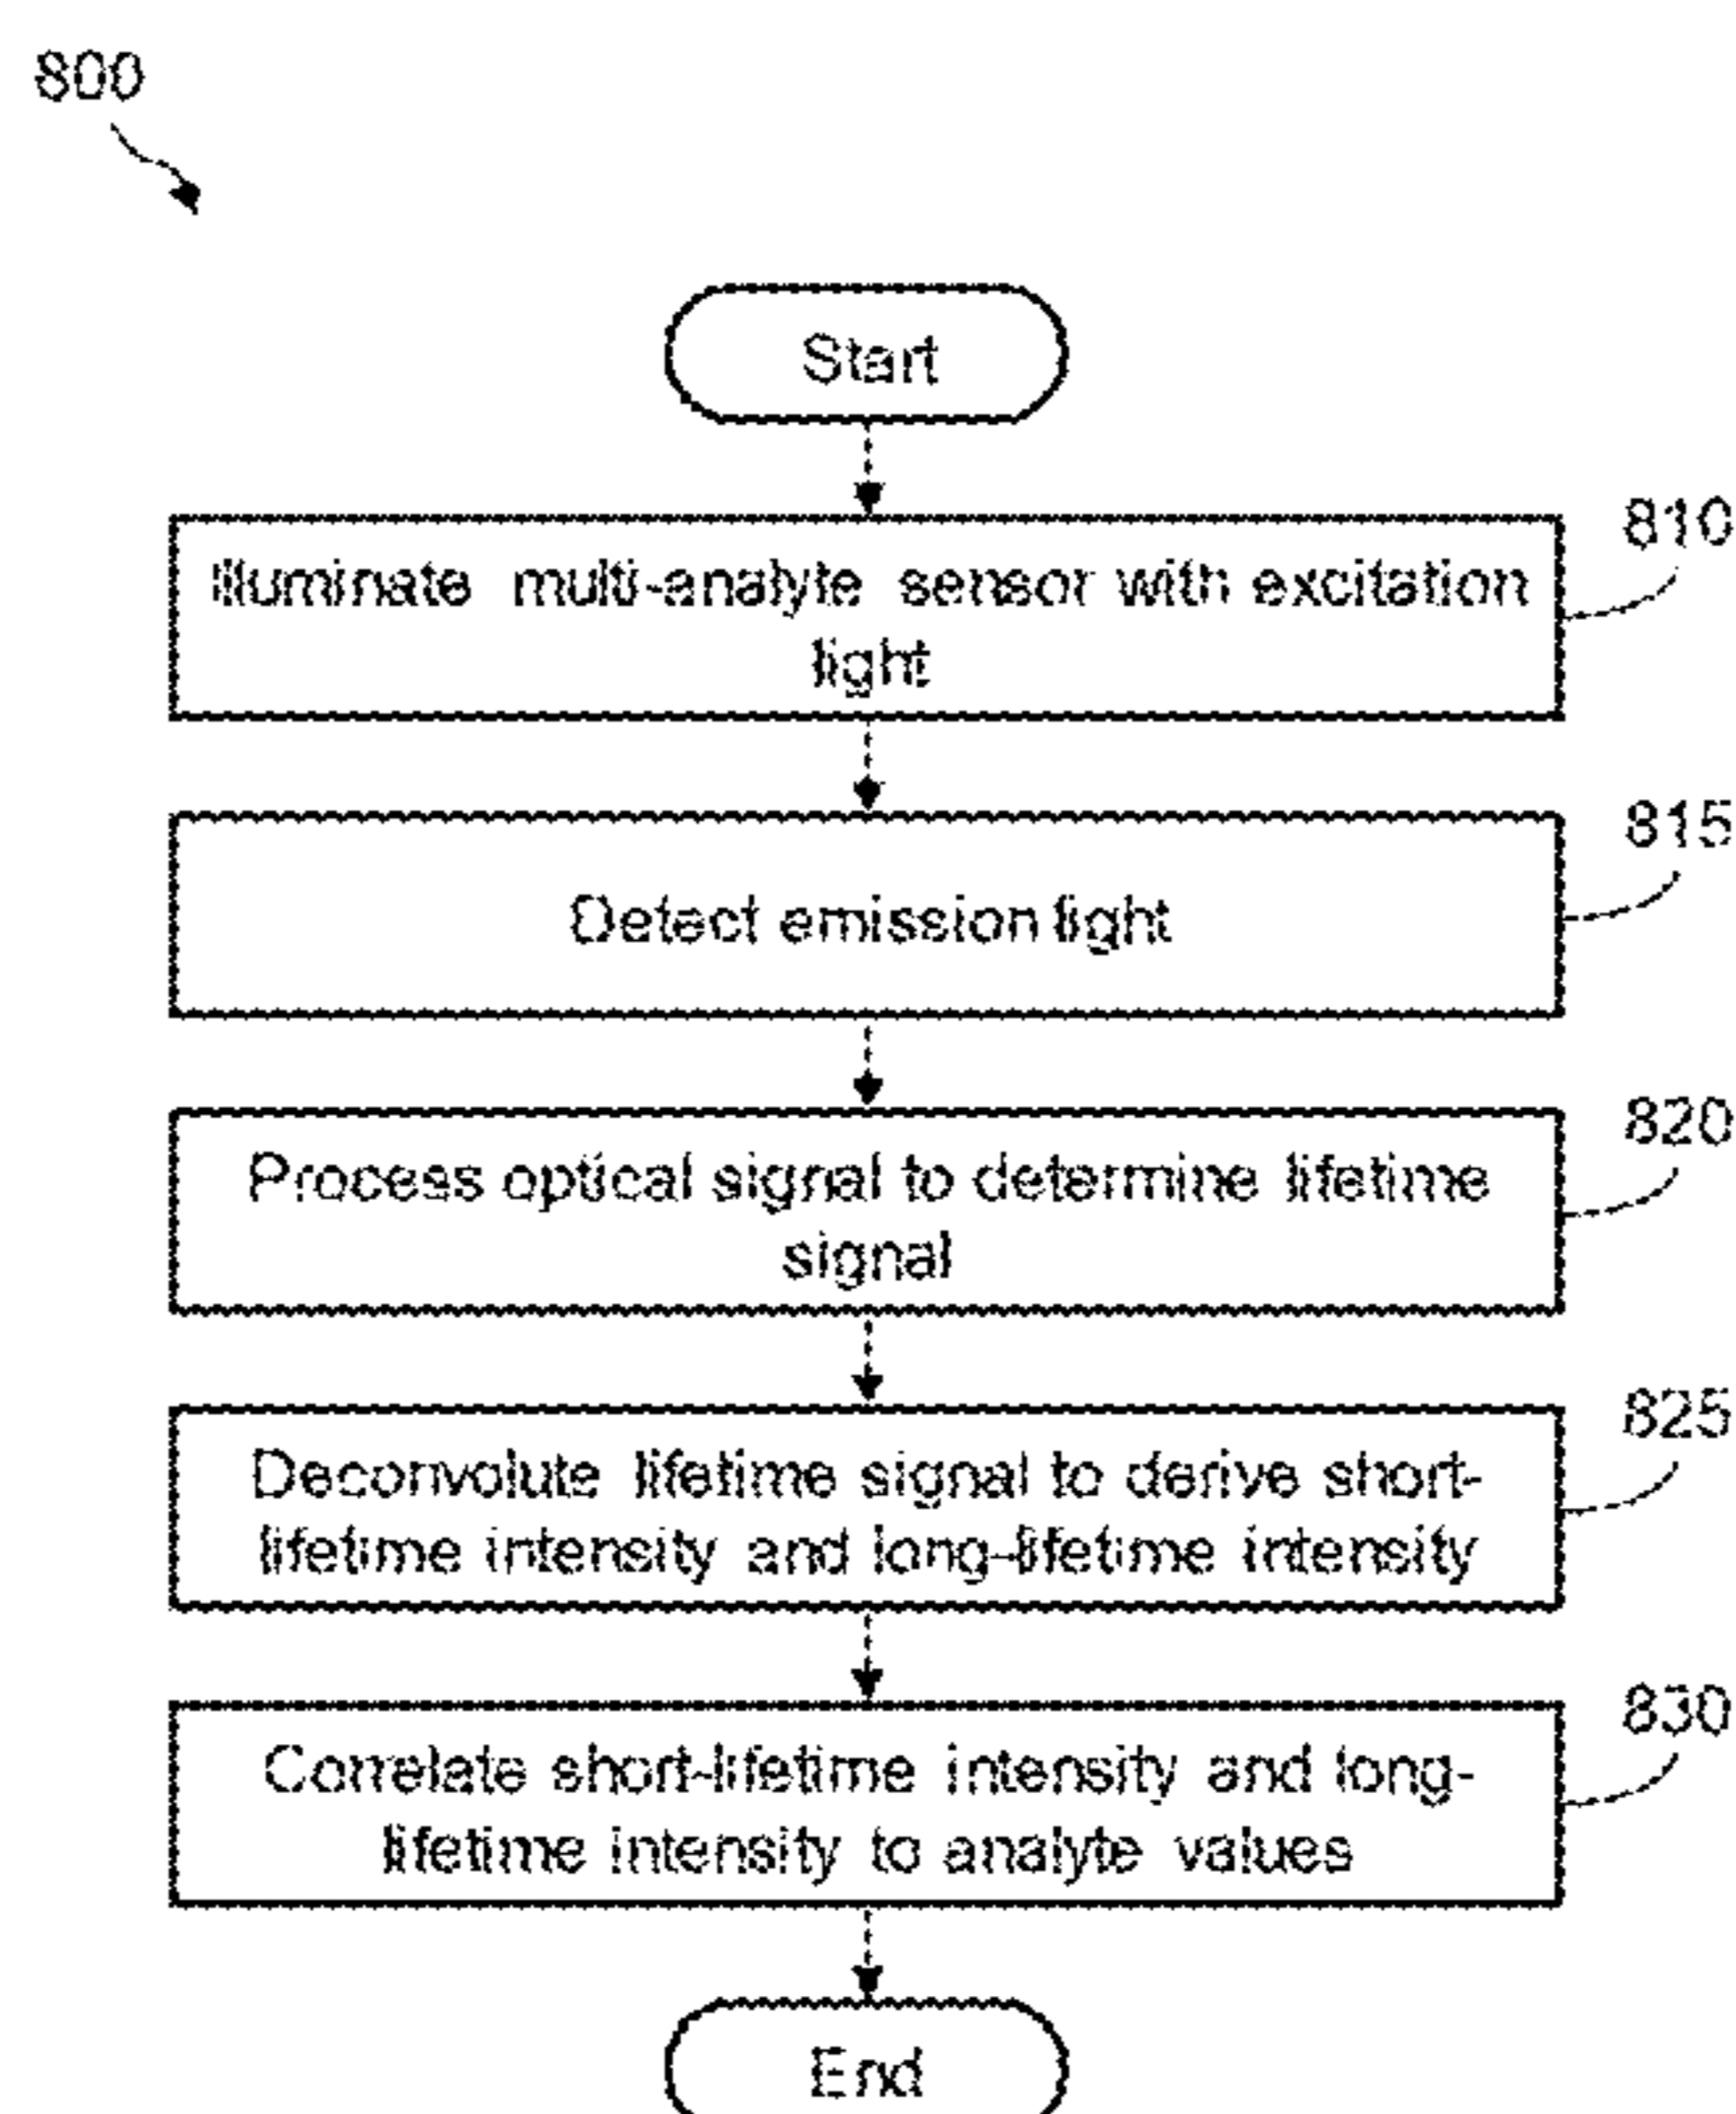 800
Start
810
Illuminate multi-analyte sensor with excitation
light
815
Detect emission light
820
Process optical signal to determine lifetime
signal
825
Deconvolute lifetime signal to derive short-
lifetime intensity and long-lifetime intensity
830
Correlate short-lifetime intensity and long-
lifetime intensity to analyte values
End